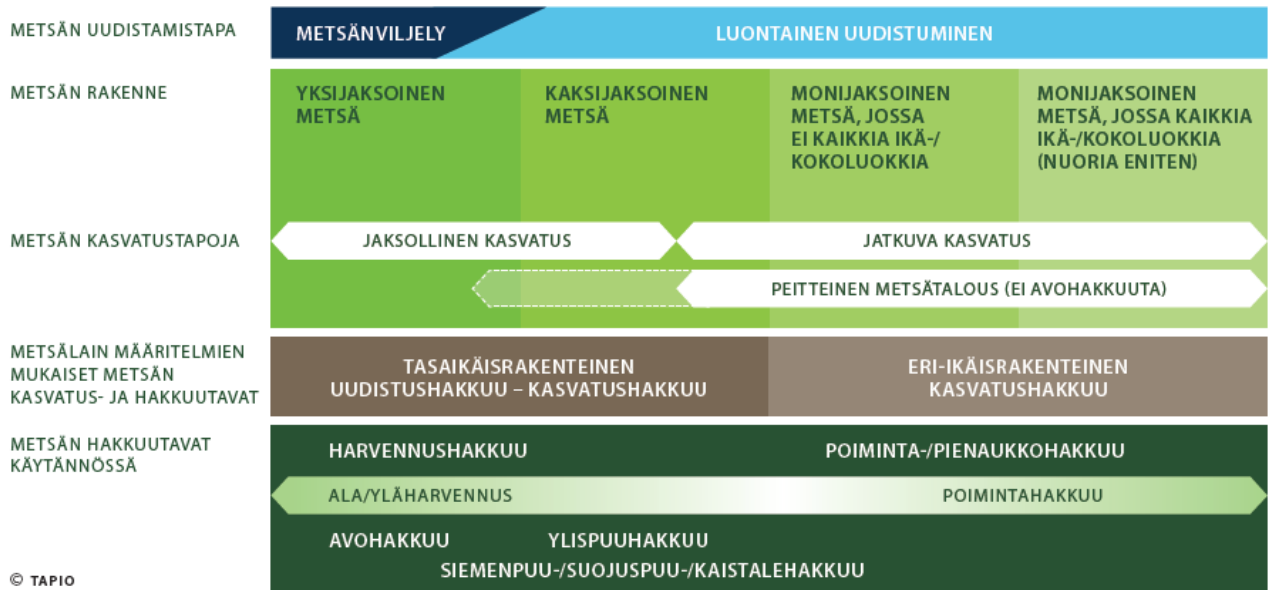 METSÄN UUDISTAMISTAPA
METSÄNVILJELY
LUONTAINEN UUDISTUMINEN
METSÄN RAKENNE
YKSIJAKSOINEN
METSÄ
KAKSIJAKSOINEN
METSÄ
MONIJAKSOINEN
METSÄ, JOSSA
EI KAIKKIA IKÄ-/
KOKOLUOKKIA
MONIJAKSOINEN
METSÄ, JOSSA KAIKKIA
IKÄ-/KOKOLUOKKIA
(NUORIA ENITEN)
METSÄN KASVATUSTAPOJA
JAKSOLLINEN KASVATUS
JATKUVA KASVATUS
PEITTEINEN METSÄTALOUS (EI AVOHAKKUUTA)
METSÄLAIN MÄÄRITELMIEN
MUKAISET METSÄN
KASVATUS- JA HAKKUUTAVAT
TASAIKÄISRAKENTEINEN
UUDISTUSHAKKUU – KASVATUSHAKKUU
ERI-IKÄISRAKENTEINEN
KASVATUSHAKKUU
METSÄN HAKKUUTAVAT
KÄYTÄNNÖSSÄ
HARVENNUSHAKKUU
POIMINTA-/PIENAUKKOHAKKUU
ALA/YLÄHARVENNUS
POIMINTAHAKKUU
AVOHAKKUU
YLISPUUHAKKUU
SIEMENPUU-/SUOJUSPUU-/KAISTALEHAKKUU
© TAPIO